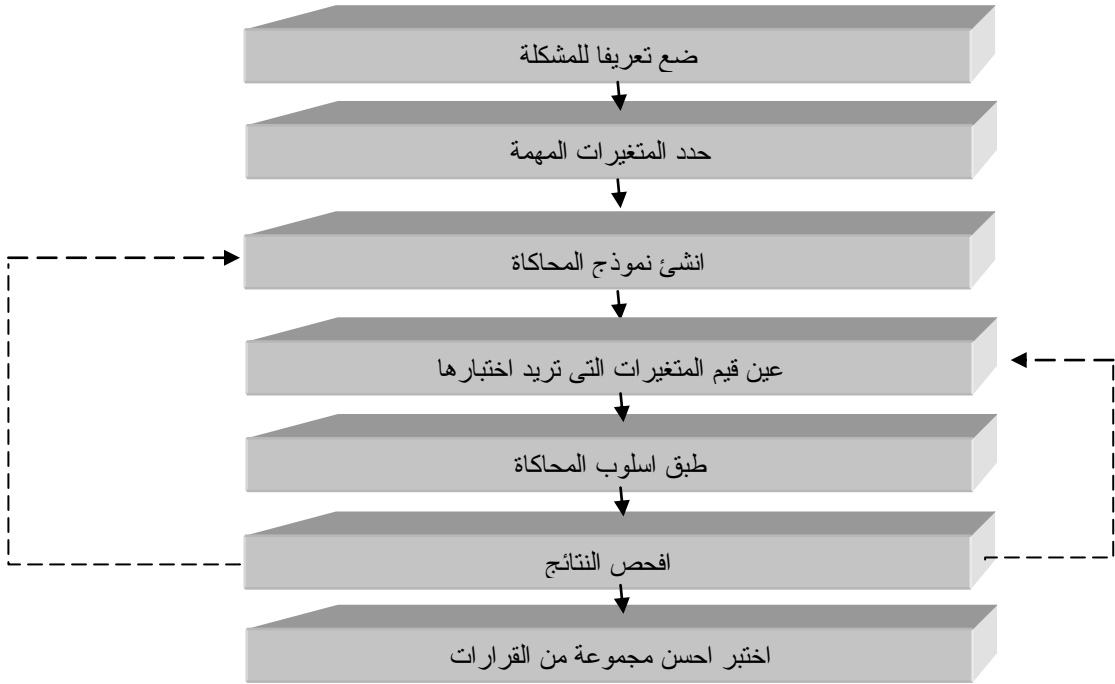 ضع تعريفا للمشكلة
حدد المتغيرات المهمة
انشئ نموذج المحاكاة
عين قيم المتغيرات التى تريد اختبارها
طبق اسلوب المحاكاة
افحص النتائج
اختبر احسن مجموعة من القرارات